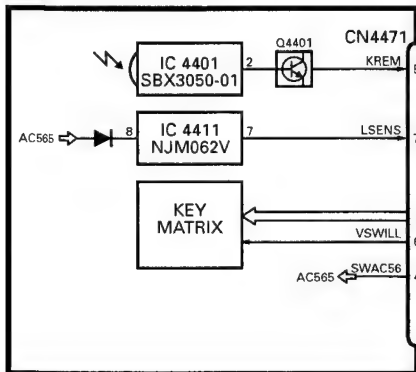 CN4471
Q4401
IC 4401
SBX3050-01
2
KREM
AC565
8
IC 4411
NJM062V
7
LSENS
KEY
MATRIX
VSWILL
6
AC565
SWAC56